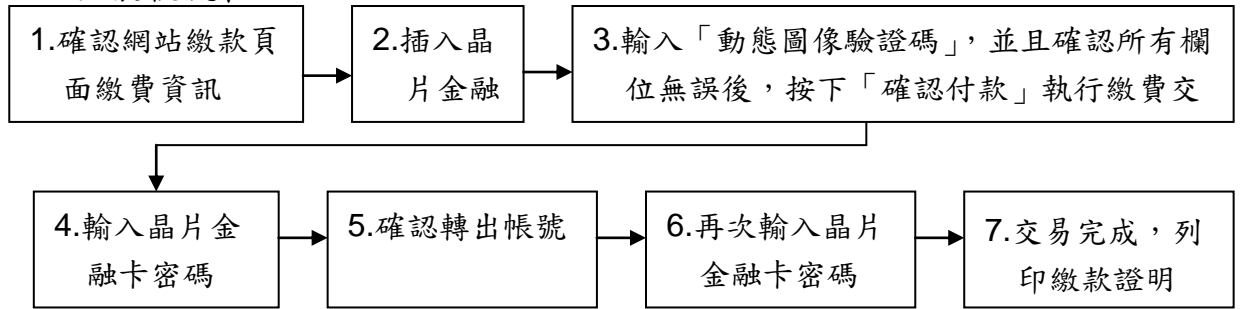 1.確認網站繳款頁
面繳費資訊
2.插入晶
片金融
3.輸入「動態圖像驗證碼」,並且確認所有欄
位無誤後,按下「確認付款」執行繳費交
4.輸入晶片金
融卡密碼
5.確認轉出帳號
6.再次輸入晶片
金融卡密碼
7.交易完成,列
印繳款證明